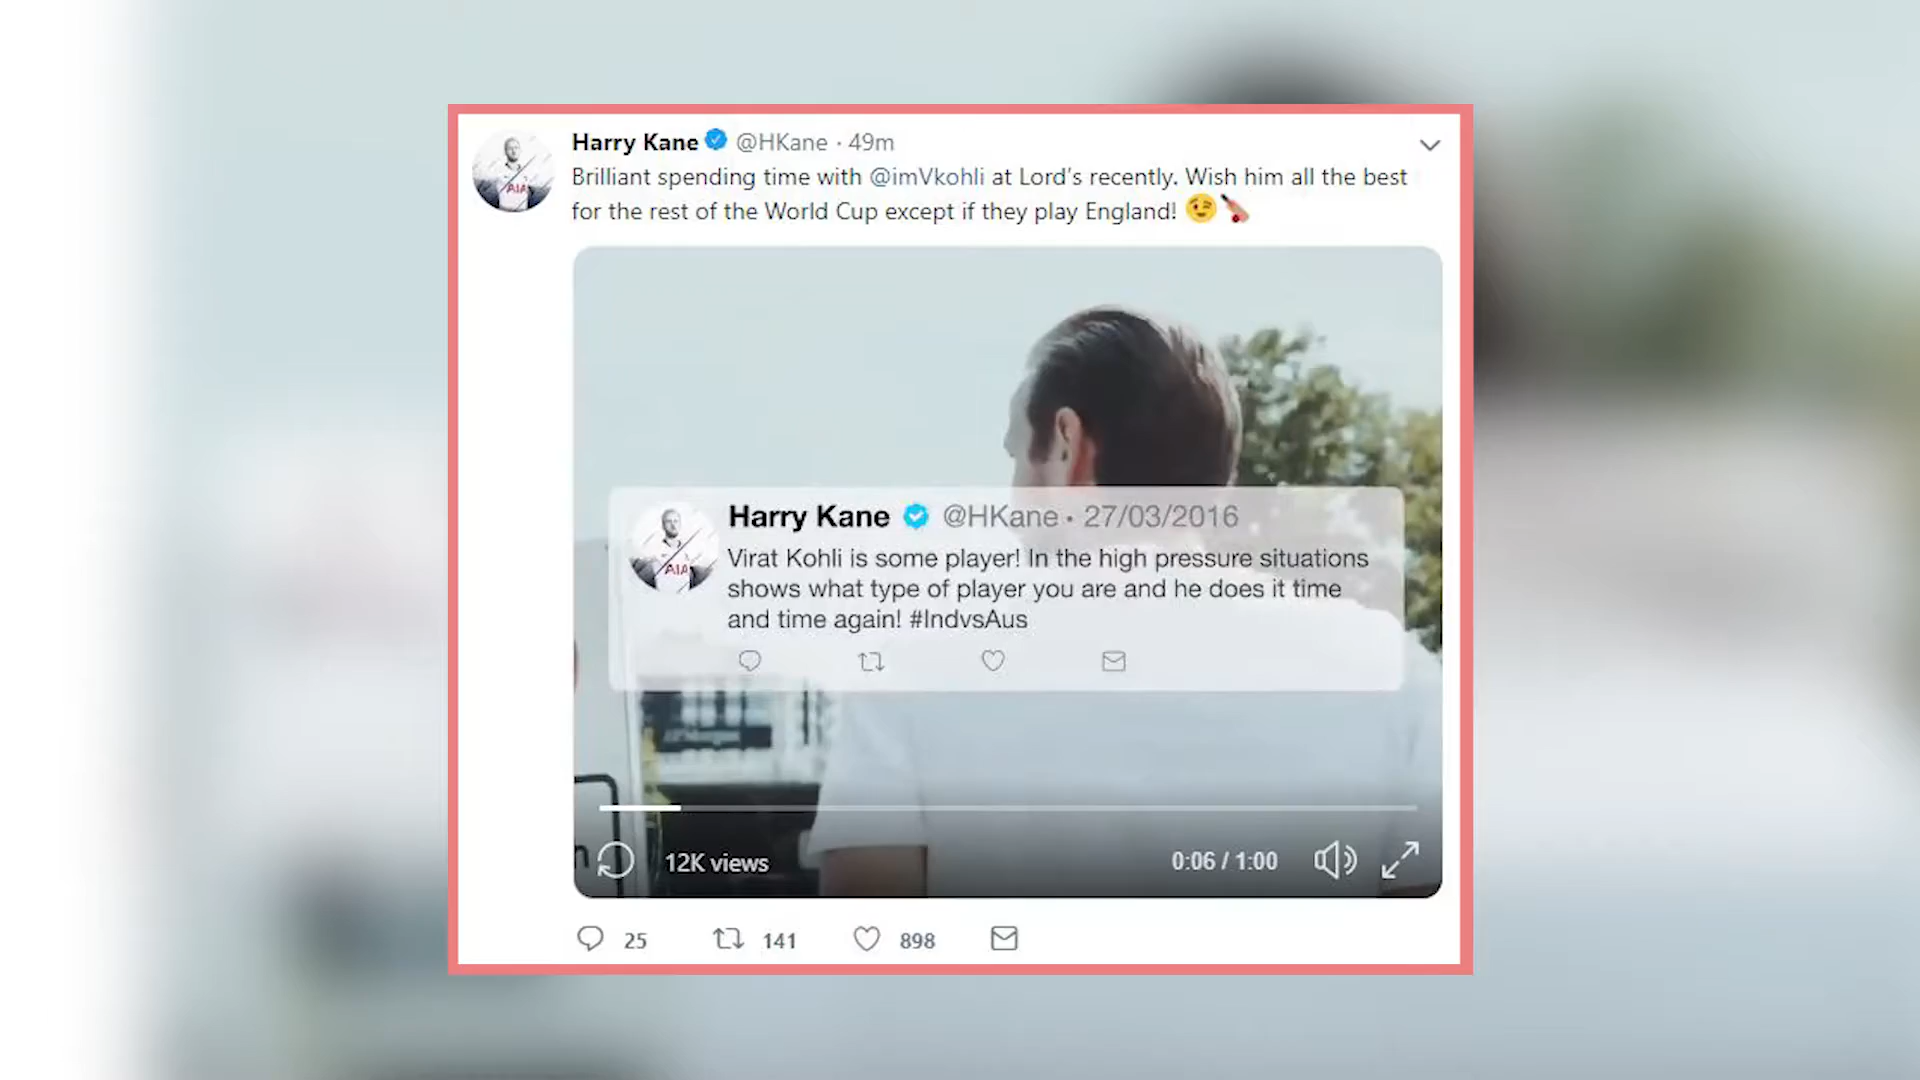 Harry Kane @HKane · 49m
Brilliant spending time with @imVkohli at Lord's recently. Wish him all the best
for the rest of the World Cup except if they play England! 😉🏏
Harry Kane @HKane · 27/03/2016
Virat Kohli is some player! In the high pressure situations
shows what type of player you are and he does it time
and time again! #IndvsAus
AIA
AIA
12K views
0:06 / 1:00
25 141 898